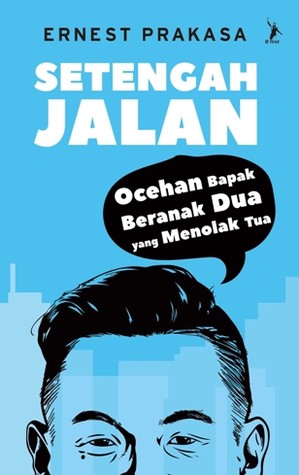 ERNEST PRAKASA
SETENGAH
JALAN
Ocehan Bapak
Beranak Dua
yang Menolak Tua